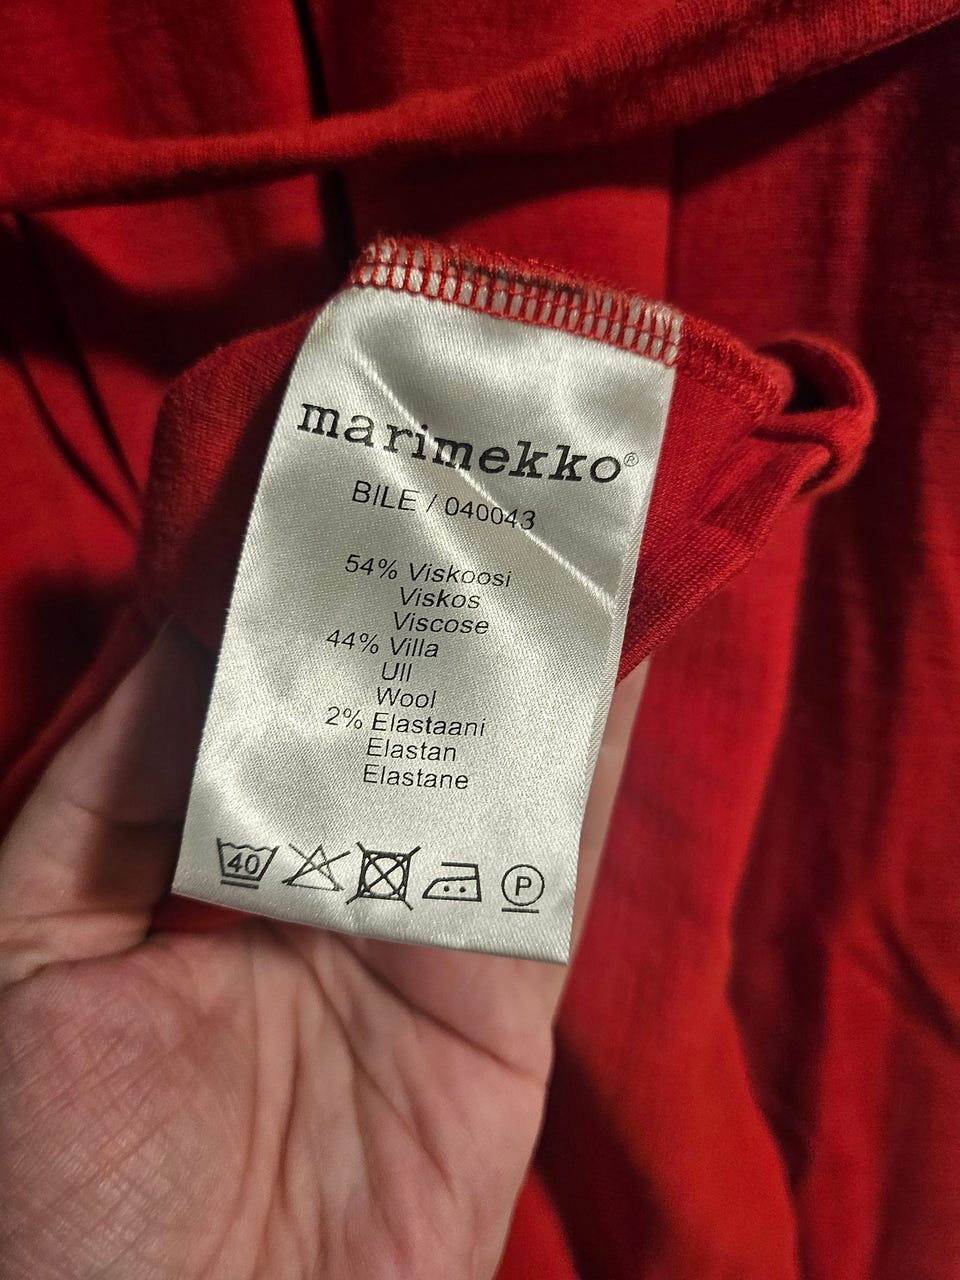 marimekko®
BILE / 040043
54% Viskoosi
Viskos
Viscose
44% Villa
Ull
Wool
2% Elastaani
Elastan
Elastane
40 P